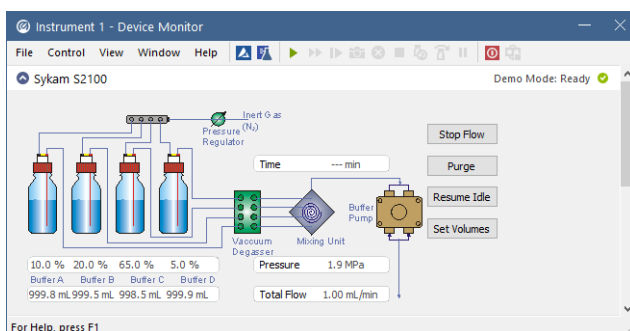 Instrument 1 - Device Monitor
File Control View Window Help
Sykam S2100
Demo Mode: Ready
Inert Gas
(N₂)
Pressure
Regulator
Stop Flow
Time --- min
Purge
Resume Idle
Buffer
Pump
Set Volumes
Vaccuum
Degasser
Mixing Unit
10.0 % 20.0 % 65.0 % 5.0 %
Pressure 1.9 MPa
Buffer A Buffer B Buffer C Buffer D
999.8 mL 999.5 mL 998.5 mL 999.9 mL
Total Flow 1.00 mL/min
For Help, press F1